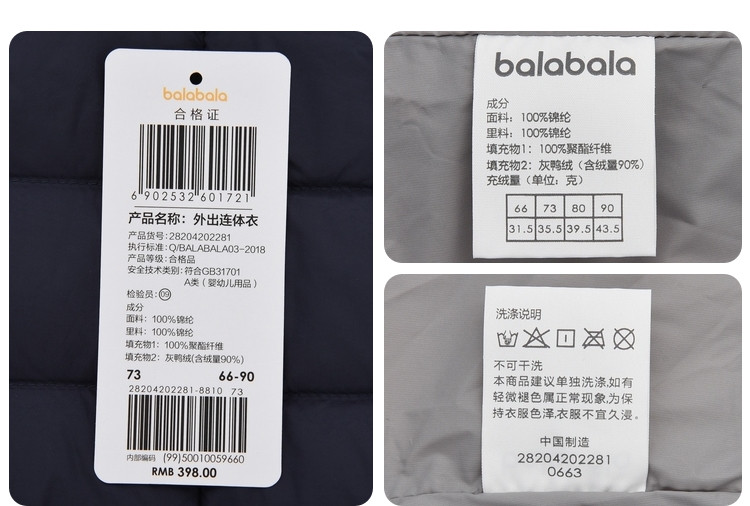 balabala
合格证
6 902532 601721
产品名称：外出连体衣
产品货号:28204202281
执行标准:Q/BALABALA03-2018
产品等级:合格品
安全技术类别:符合GB31701
A类（婴幼儿用品）
检验员:09
成分
面料：100%锦纶
里料：100%锦纶
填充物1：100%聚酯纤维
填充物2：灰鸭绒(含绒量90%)
73 66-90
28204202281-8810 73
内部编码 (99)50010059660
RMB 398.00
balabala
成分
面料：100%锦纶
里料：100%锦纶
填充物1：100%聚酯纤维
填充物2：灰鸭绒（含绒量90%）
充绒量（单位：克）
66 73 80 90
31.5 35.5 39.5 43.5
洗涤说明
不可干洗
本商品建议单独洗涤,如有
轻微褪色属正常现象,为保
持衣服色泽,衣服不宜久浸。
中国制造
28204202281
0663